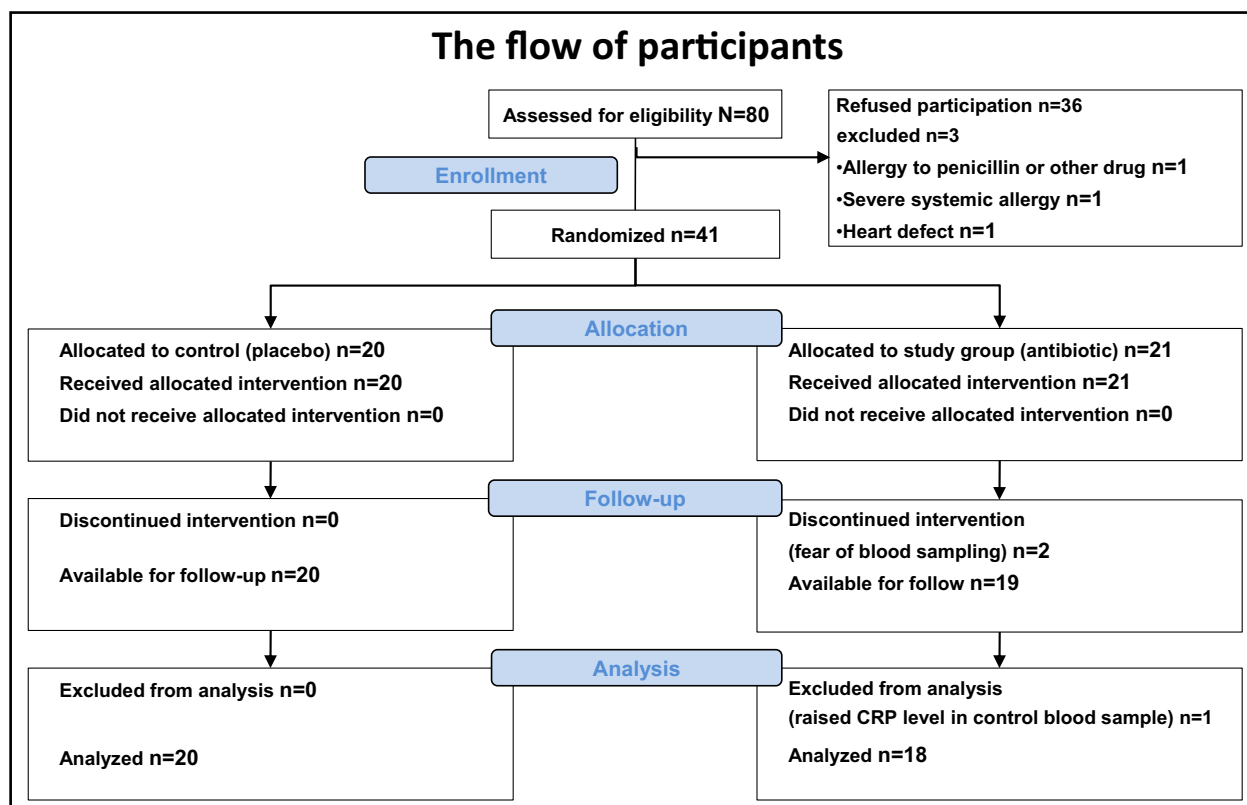 The flow of participants
Assessed for eligibility N=80
Refused participation n=36
excluded n=3
•Allergy to penicillin or other drug n=1
•Severe systemic allergy n=1
•Heart defect n=1
Enrollment
Randomized n=41
Allocation
Allocated to control (placebo) n=20
Received allocated intervention n=20
Did not receive allocated intervention n=0
Allocated to study group (antibiotic) n=21
Received allocated intervention n=21
Did not receive allocated intervention n=0
Follow-up
Discontinued intervention n=0
Available for follow-up n=20
Discontinued intervention
(fear of blood sampling) n=2
Available for follow n=19
Analysis
Excluded from analysis n=0
Analyzed n=20
Excluded from analysis
(raised CRP level in control blood sample) n=1
Analyzed n=18